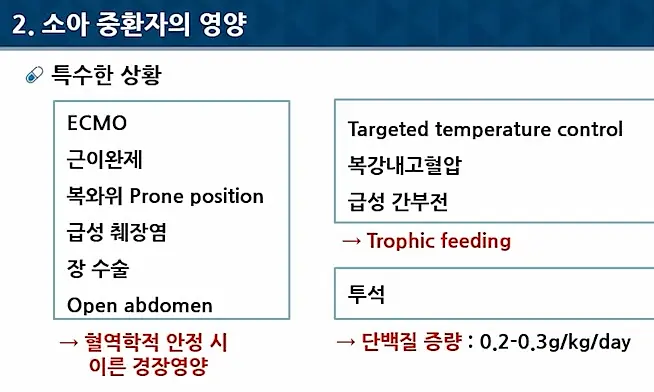 2. 소아 중환자의 영양
특수한 상황
ECMO
근이완제
복와위 Prone position
급성 췌장염
장 수술
Open abdomen
→ 혈역학적 안정 시
이른 경장영양
Targeted temperature control
복강내고혈압
급성 간부전
→ Trophic feeding
투석
→ 단백질 증량 : 0.2-0.3g/kg/day